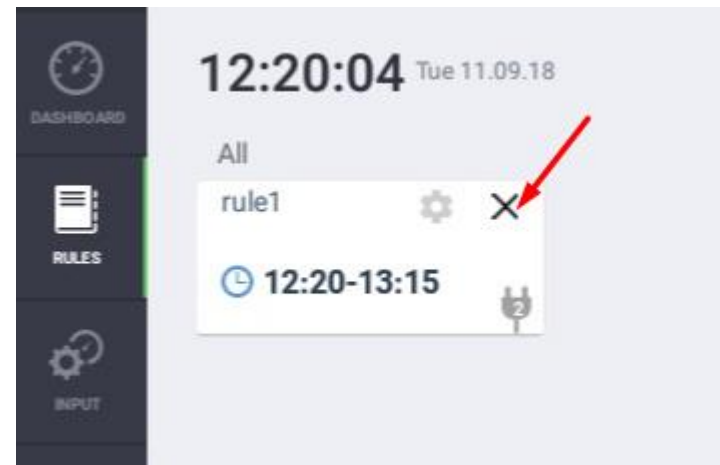 DASHBOARD
12:20:04 Tue 11.09.18
All
rule1
RULES
12:20-13:15
2
INPUT